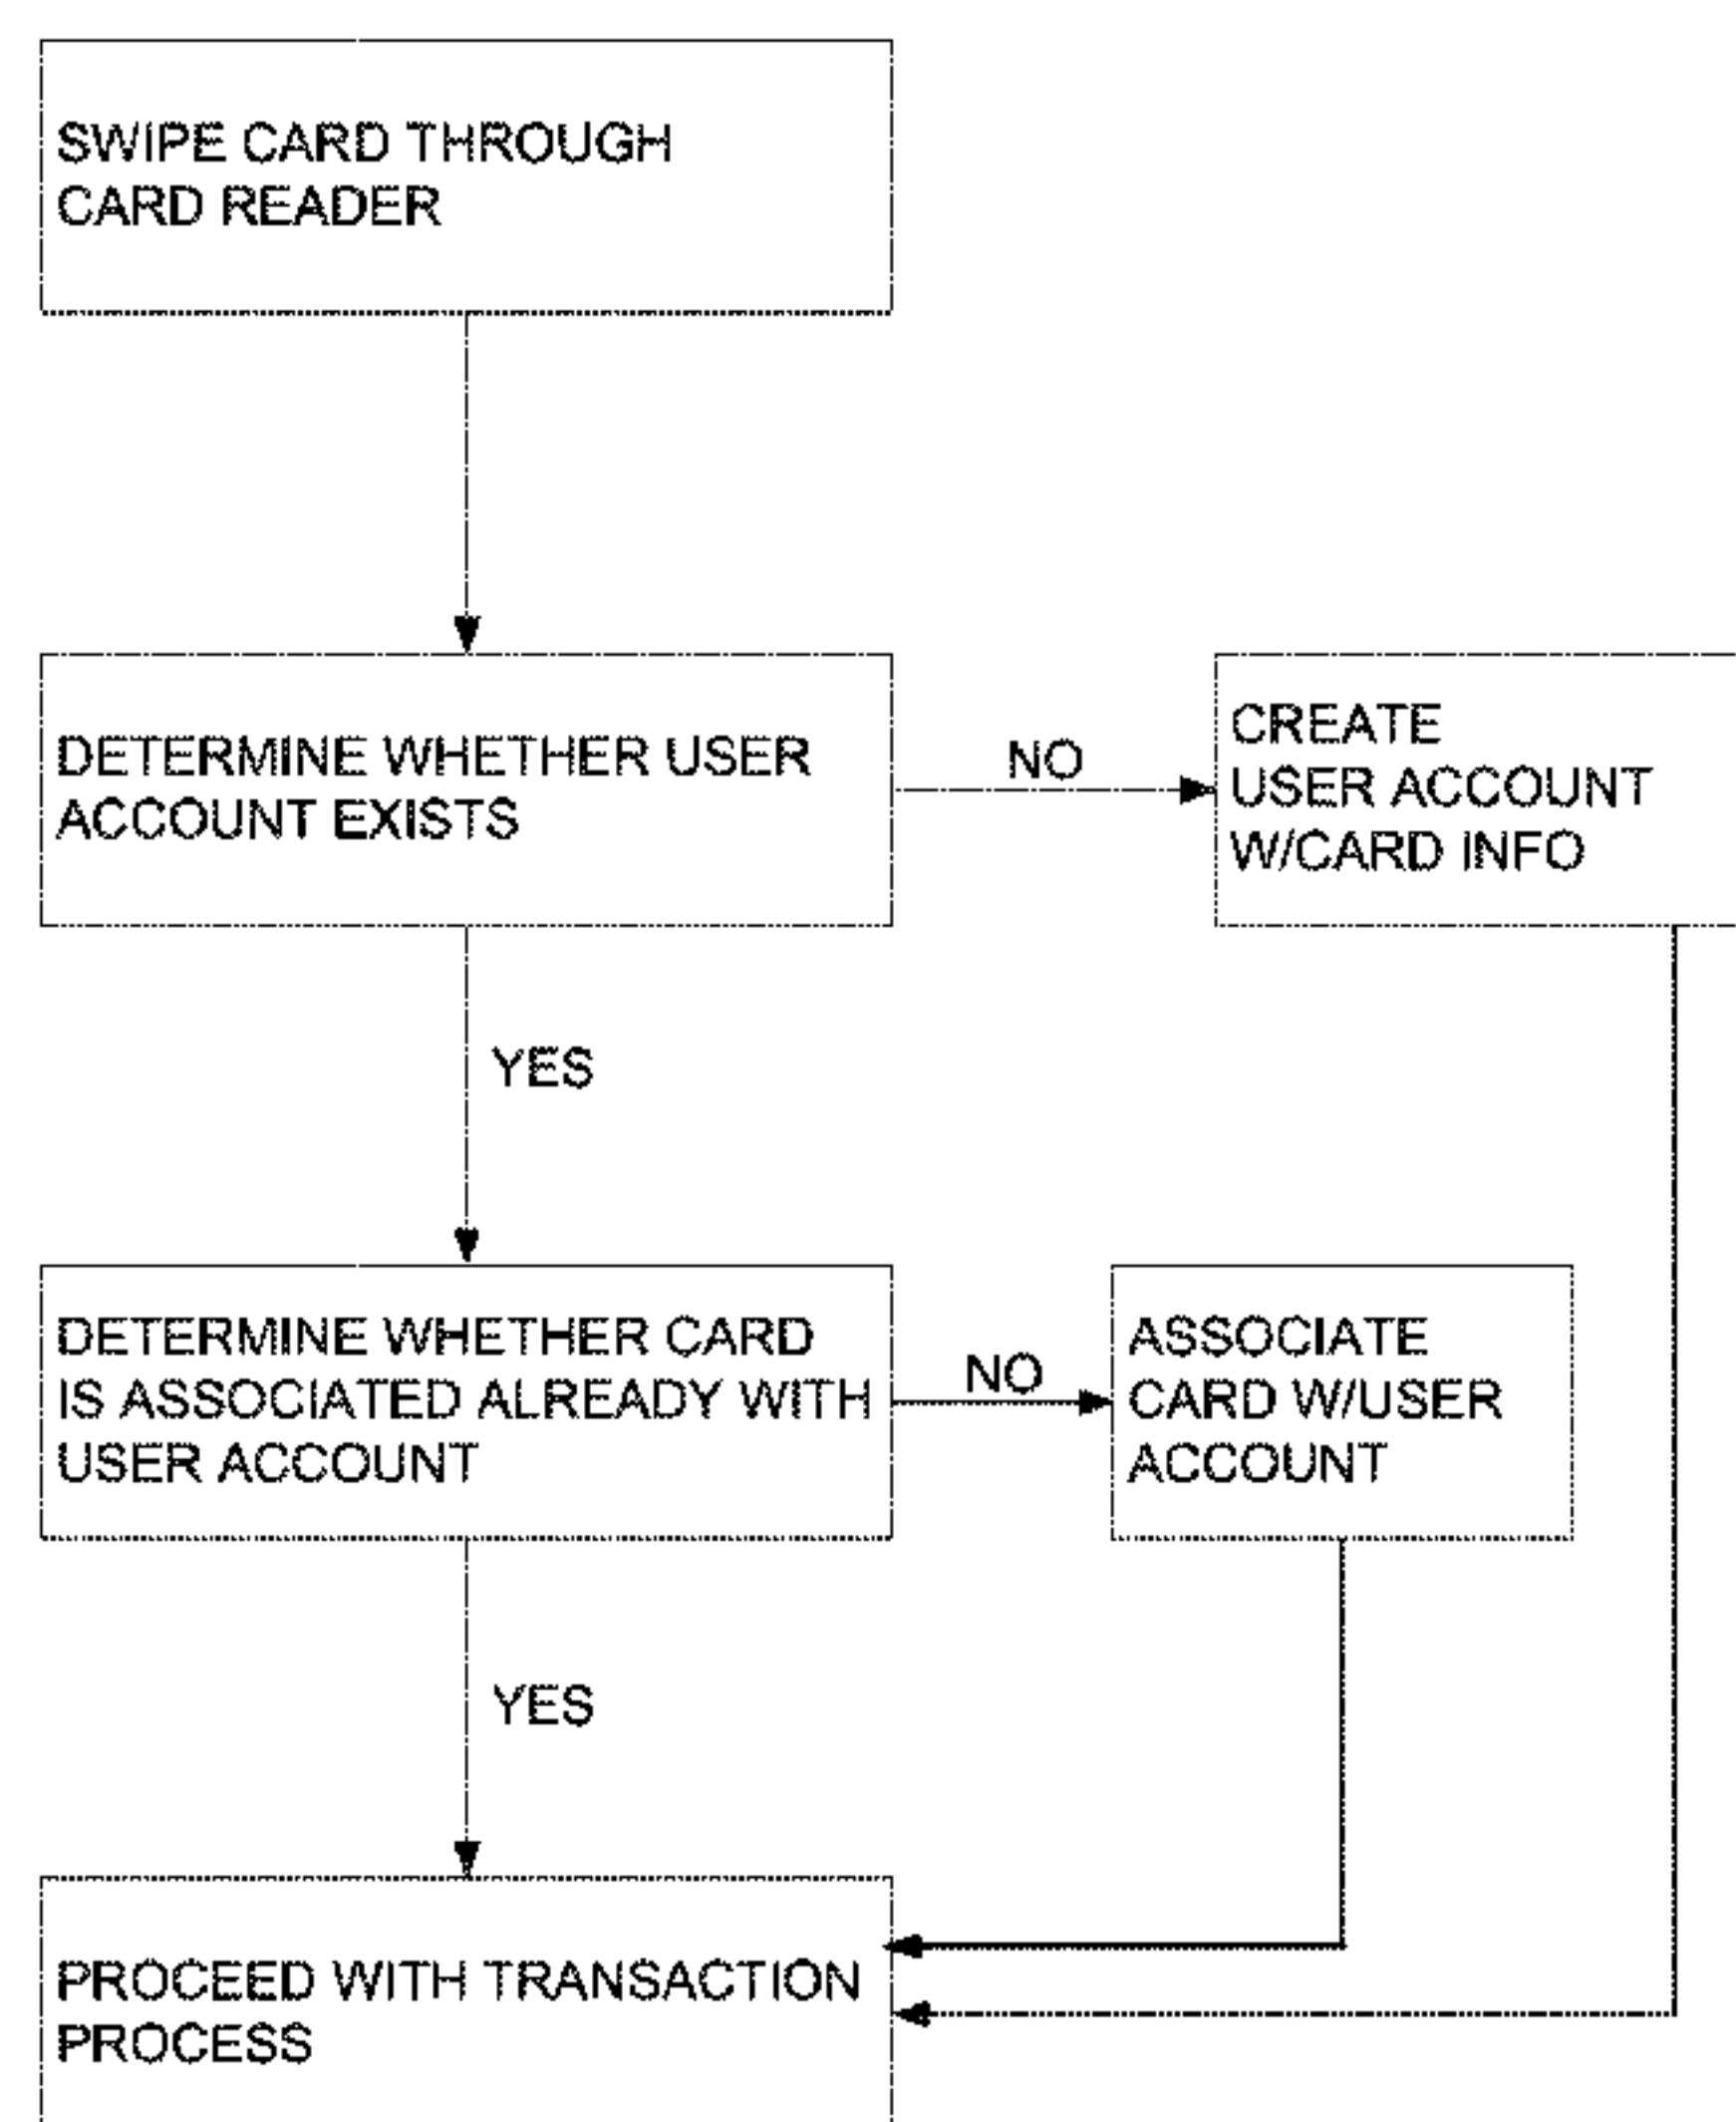 SWIPE CARD THROUGH
CARD READER
DETERMINE WHETHER USER
ACCOUNT EXISTS
NO
CREATE
USER ACCOUNT
W/CARD INFO
YES
DETERMINE WHETHER CARD
IS ASSOCIATED ALREADY WITH
USER ACCOUNT
NO
ASSOCIATE
CARD W/USER
ACCOUNT
YES
PROCEED WITH TRANSACTION
PROCESS